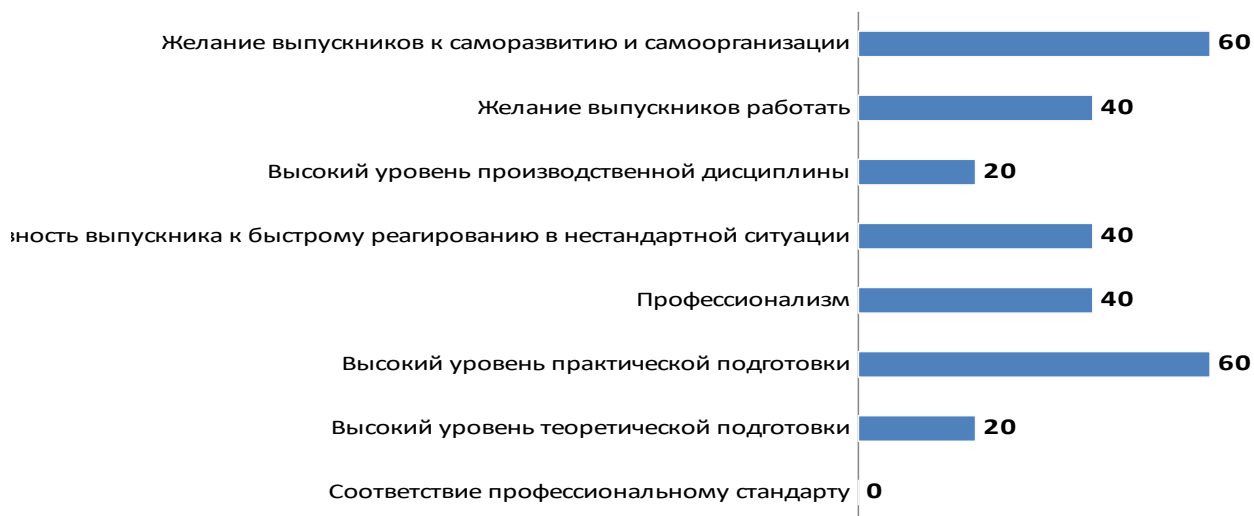 Желание выпускников к саморазвитию и самоорганизации 60
Желание выпускников работать 40
Высокий уровень производственной дисциплины 20
выпускника к быстрому реагированию в нестандартной ситуации 40
Профессионализм 40
Высокий уровень практической подготовки 60
Высокий уровень теоретической подготовки 20
Соответствие профессиональному стандарту 0